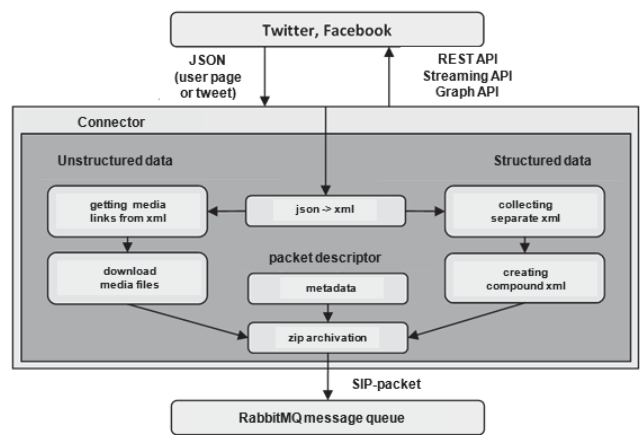 Twitter, Facebook
JSON
(user page
or tweet)
REST API
Streaming API
Graph API
Connector
Unstructured data
Structured data
getting media
links from xml
json -> xml
collecting
separate xml
packet descriptor
download
media files
metadata
creating
compound xml
zip archivation
SIP-packet
RabbitMQ message queue